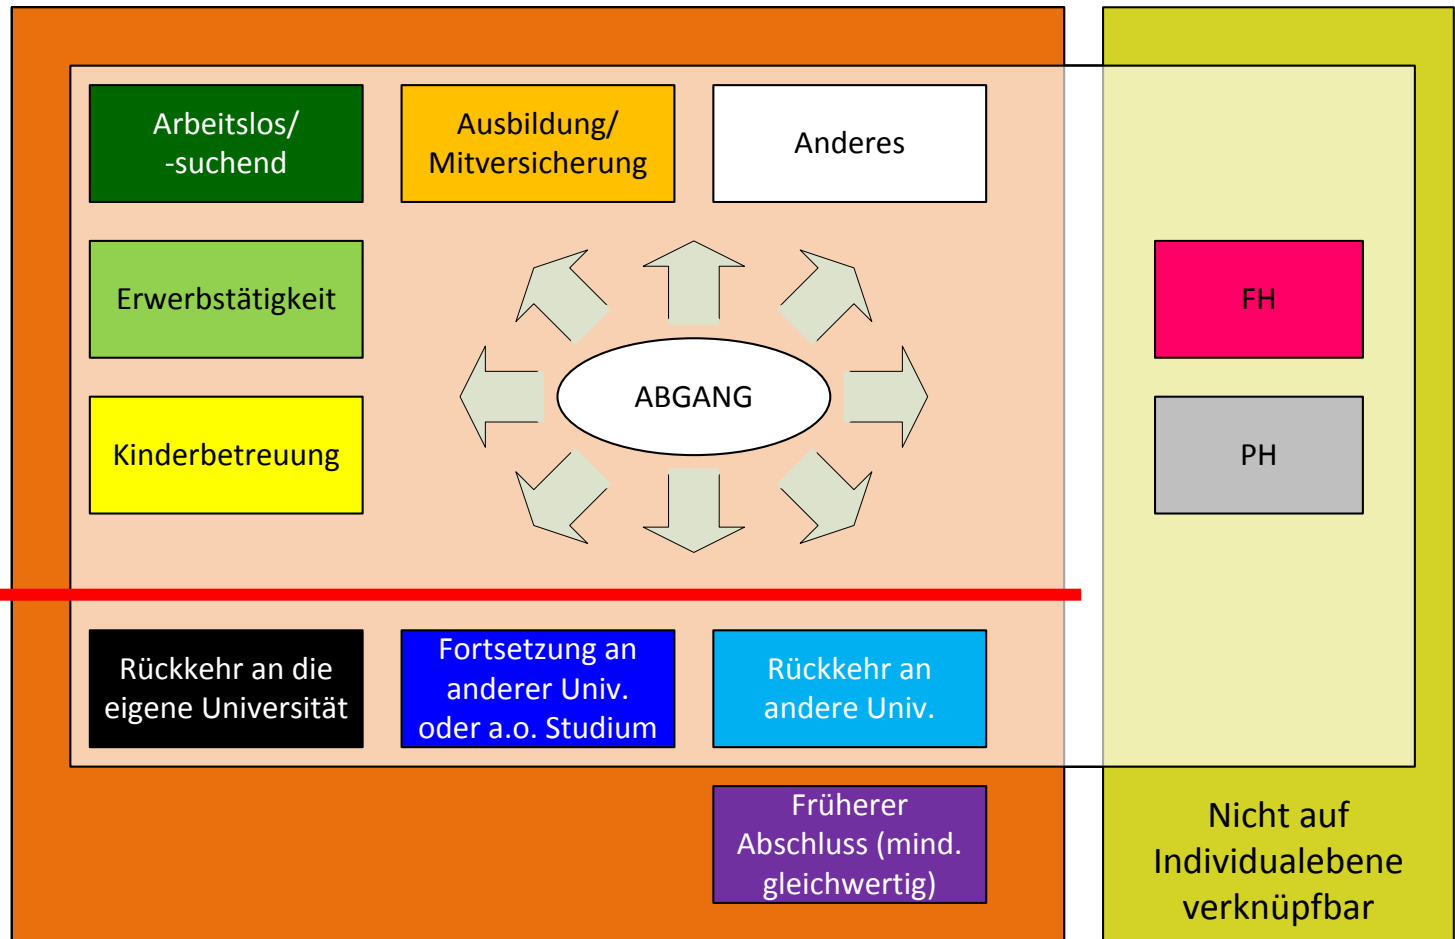 Arbeitslos/
-suchend
Ausbildung/
Mitversicherung
Anderes
Erwerbstätigkeit
FH
ABGANG
Kinderbetreuung
PH
Rückkehr an die
eigene Universität
Fortsetzung an
anderer Univ.
oder a.o. Studium
Rückkehr an
andere Univ.
Früherer
Abschluss (mind.
gleichwertig)
Nicht auf
Individualebene
verknüpfbar